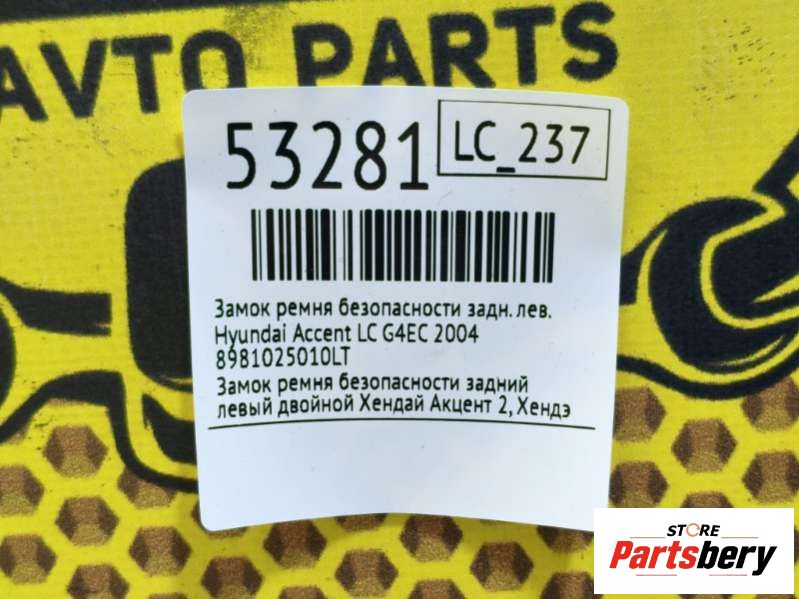 AVTO PARTS
53281
LC_237
Замок ремня безопасности задн. лев.
Hyundai Accent LC G4EC 2004
8981025010LT
Замок ремня безопасности задний
левый двойной Хендай Акцент 2, Хендэ
STORE
Partsbery